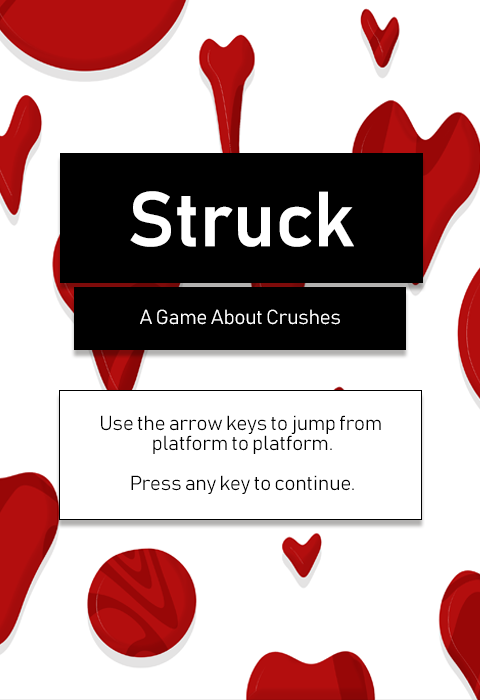 Struck
A Game About Crushes
Use the arrow keys to jump from
platform to platform.
Press any key to continue.